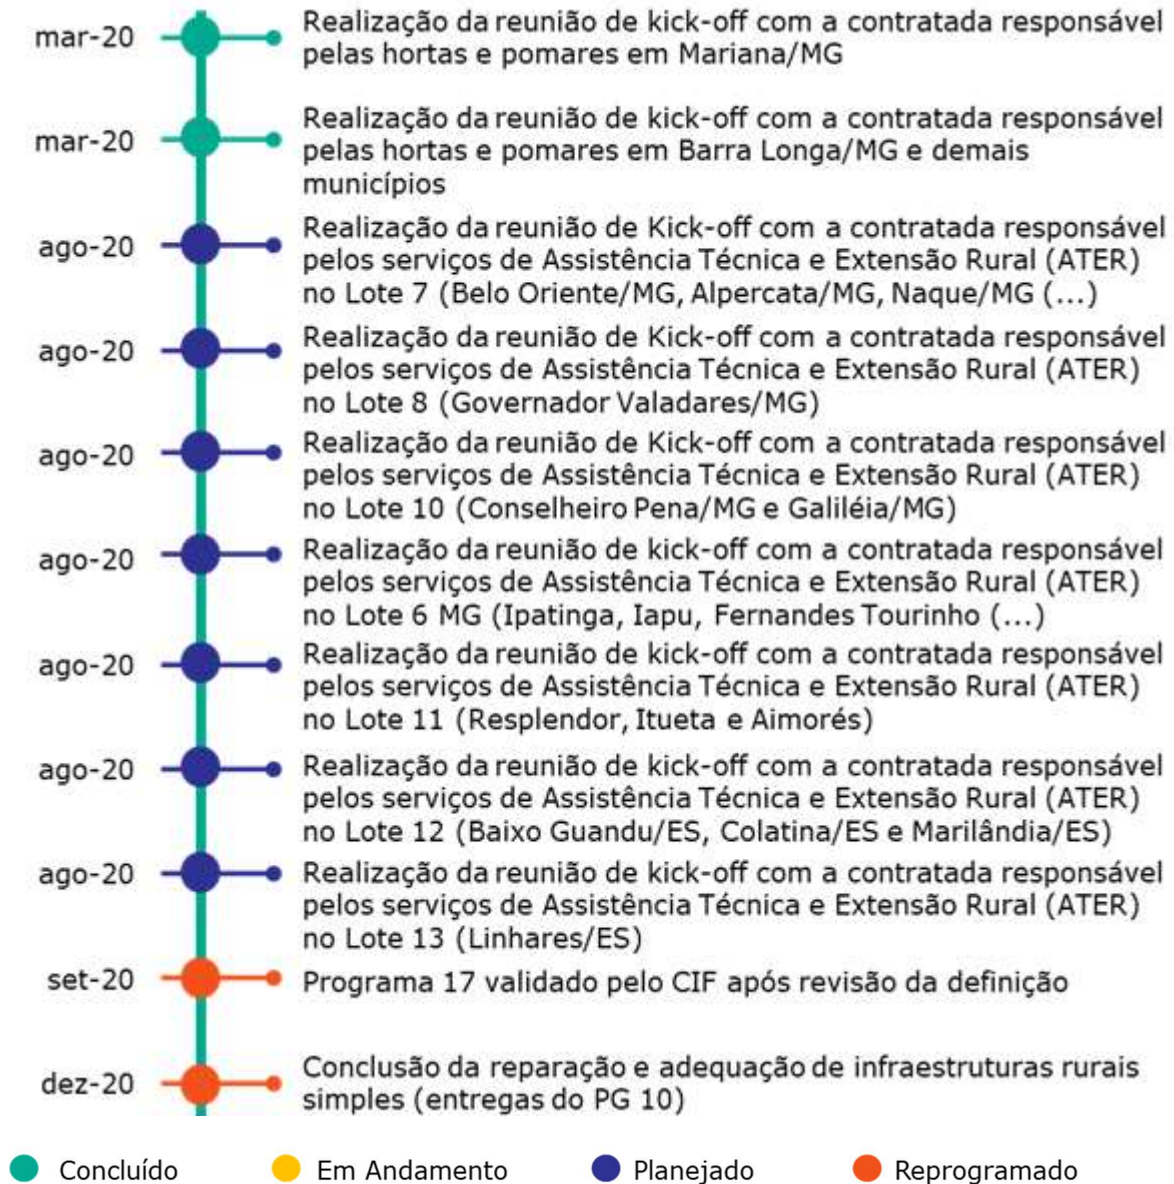 mar-20
Realização da reunião de kick-off com a contratada responsável
pelas hortas e pomares em Mariana/MG
mar-20
Realização da reunião de kick-off com a contratada responsável
pelas hortas e pomares em Barra Longa/MG e demais
municípios
ago-20
Realização da reunião de Kick-off com a contratada responsável
pelos serviços de Assistência Técnica e Extensão Rural (ATER)
no Lote 7 (Belo Oriente/MG, Alpercata/MG, Naque/MG (...)
ago-20
Realização da reunião de Kick-off com a contratada responsável
pelos serviços de Assistência Técnica e Extensão Rural (ATER)
no Lote 8 (Governador Valadares/MG)
ago-20
Realização da reunião de Kick-off com a contratada responsável
pelos serviços de Assistência Técnica e Extensão Rural (ATER)
no Lote 10 (Conselheiro Pena/MG e Galiléia/MG)
ago-20
Realização da reunião de kick-off com a contratada responsável
pelos serviços de Assistência Técnica e Extensão Rural (ATER)
no Lote 6 MG (Ipatinga, Iapu, Fernandes Tourinho (...)
ago-20
Realização da reunião de kick-off com a contratada responsável
pelos serviços de Assistência Técnica e Extensão Rural (ATER)
no Lote 11 (Resplendor, Itueta e Aimorés)
ago-20
Realização da reunião de kick-off com a contratada responsável
pelos serviços de Assistência Técnica e Extensão Rural (ATER)
no Lote 12 (Baixo Guandu/ES, Colatina/ES e Marilândia/ES)
ago-20
Realização da reunião de kick-off com a contratada responsável
pelos serviços de Assistência Técnica e Extensão Rural (ATER)
no Lote 13 (Linhares/ES)
set-20
Programa 17 validado pelo CIF após revisão da definição
dez-20
Conclusão da reparação e adequação de infraestruturas rurais
simples (entregas do PG 10)
Concluído
Em Andamento
Planejado
Reprogramado